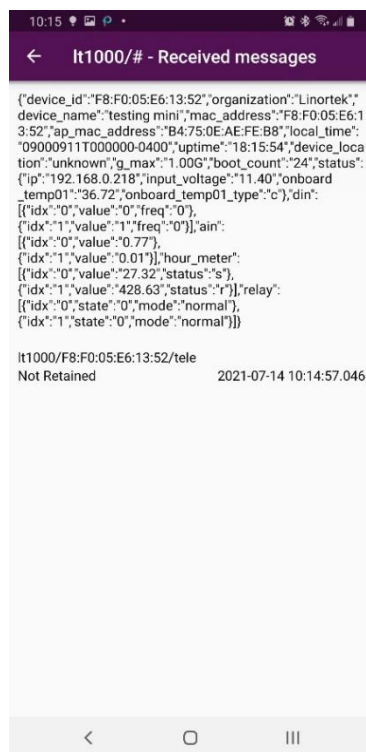 10:15
lt1000/# - Received messages
{"device_id":"F8:F0:05:E6:13:52","organization":"Linortek","
device_name":"testing mini","mac_address":"F8:F0:05:E6:1
3:52","ap_mac_address":"B4:75:0E:AE:FE:B8","local_time":
"09000911T000000-0400","uptime":"18:15:54","device_loca
tion":"unknown","g_max":"1.00G","boot_count":"24","status":
{"ip":"192.168.0.218","input_voltage":"11.40","onboard
_temp01":"36.72","onboard_temp01_type":"c"},"din":
[{"idx":"0","value":"0","freq":"0"},
{"idx":"1","value":"1","freq":"0"}],"ain":
[{"idx":"0","value":"0.77"},
{"idx":"1","value":"0.01"}],"hour_meter":
[{"idx":"0","value":"27.32","status":"s"},
{"idx":"1","value":"428.63","status":"r"}],"relay":
[{"idx":"0","state":"0","mode":"normal"},
{"idx":"1","state":"0","mode":"normal"}]}
lt1000/F8:F0:05:E6:13:52/tele
Not Retained 2021-07-14 10:14:57.046